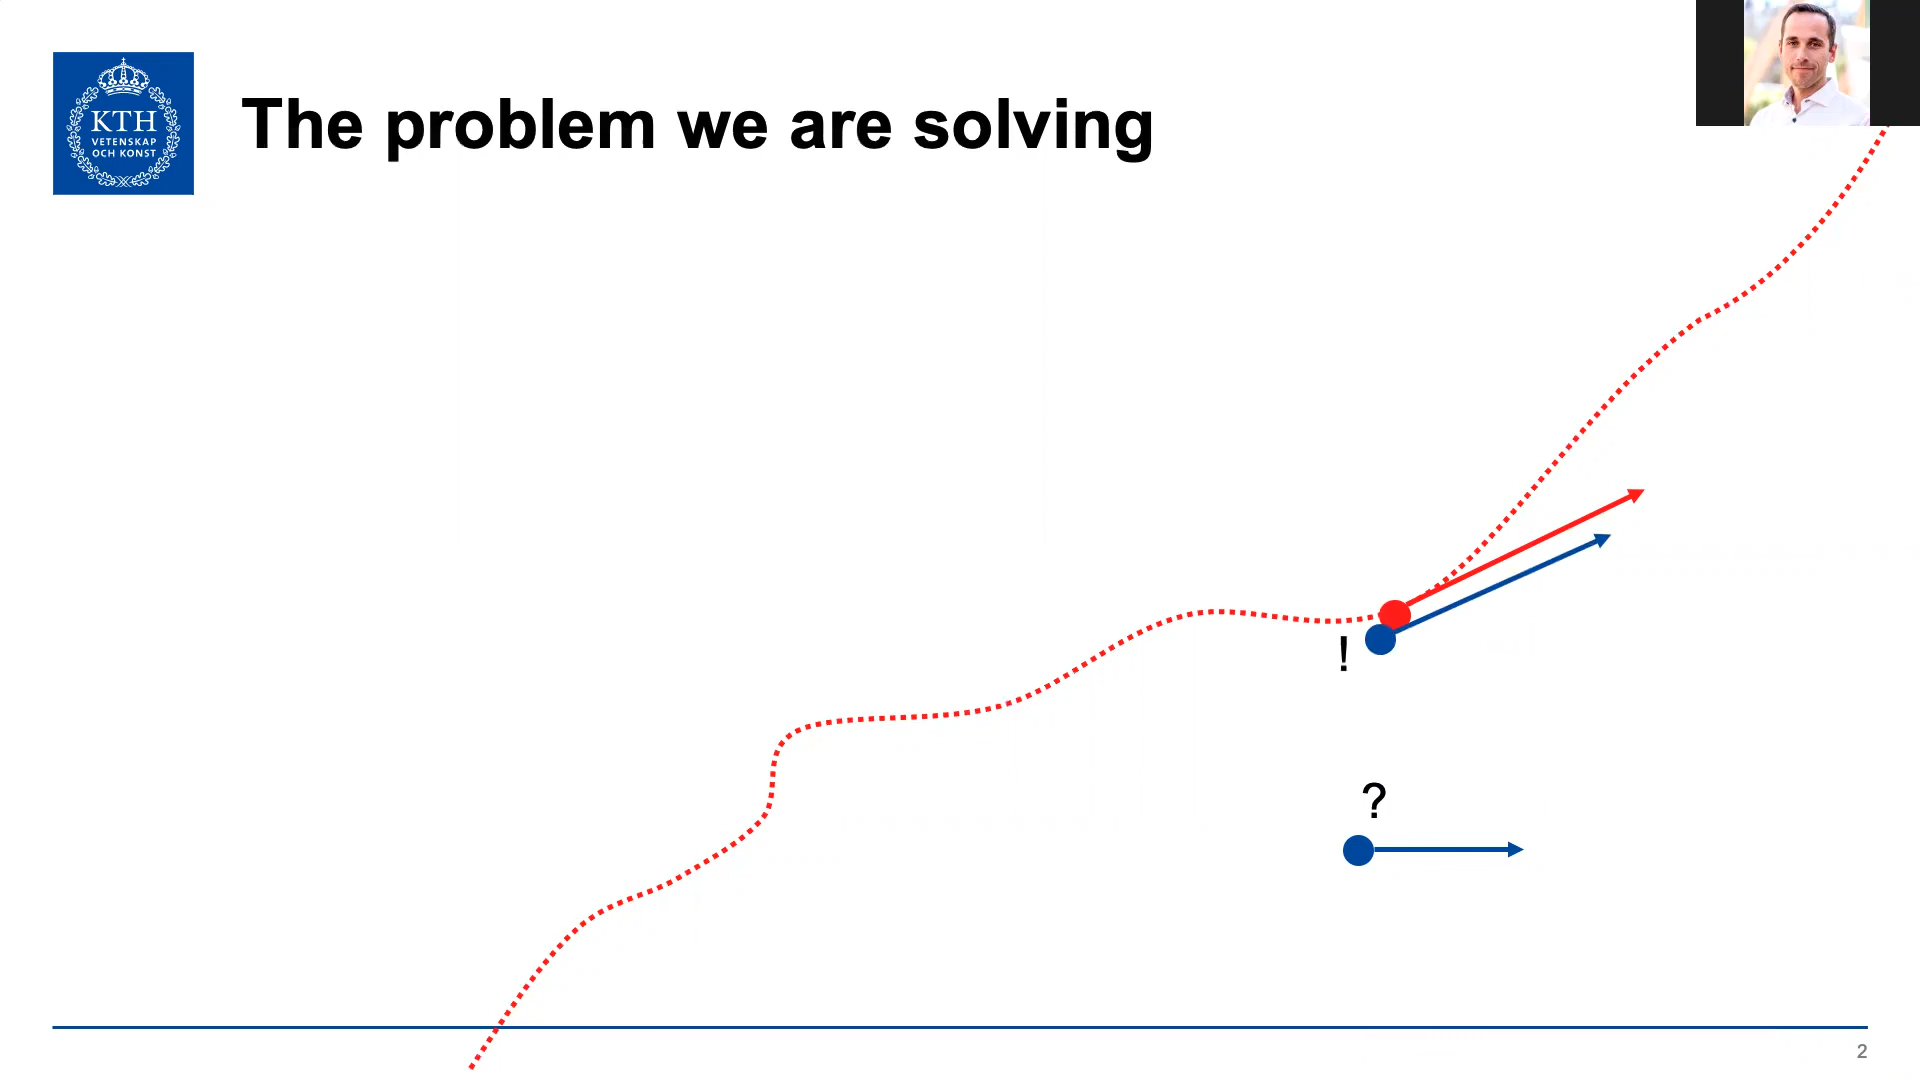 KTH
VETENSKAP
OCH KONST
The problem we are solving
!
?
2